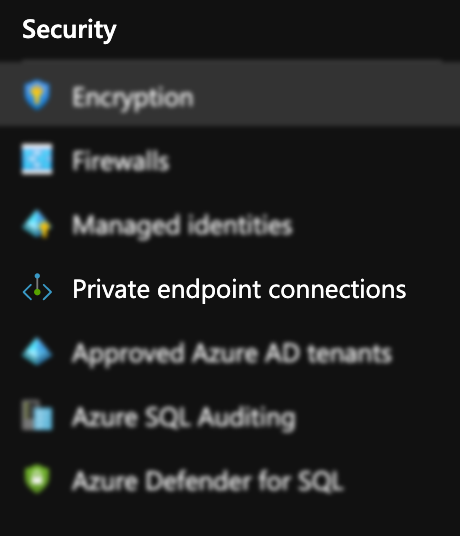 Security
Encryption
Firewalls
Managed identities
Private endpoint connections
Approved Azure AD tenants
Azure SQL Auditing
Azure Defender for SQL